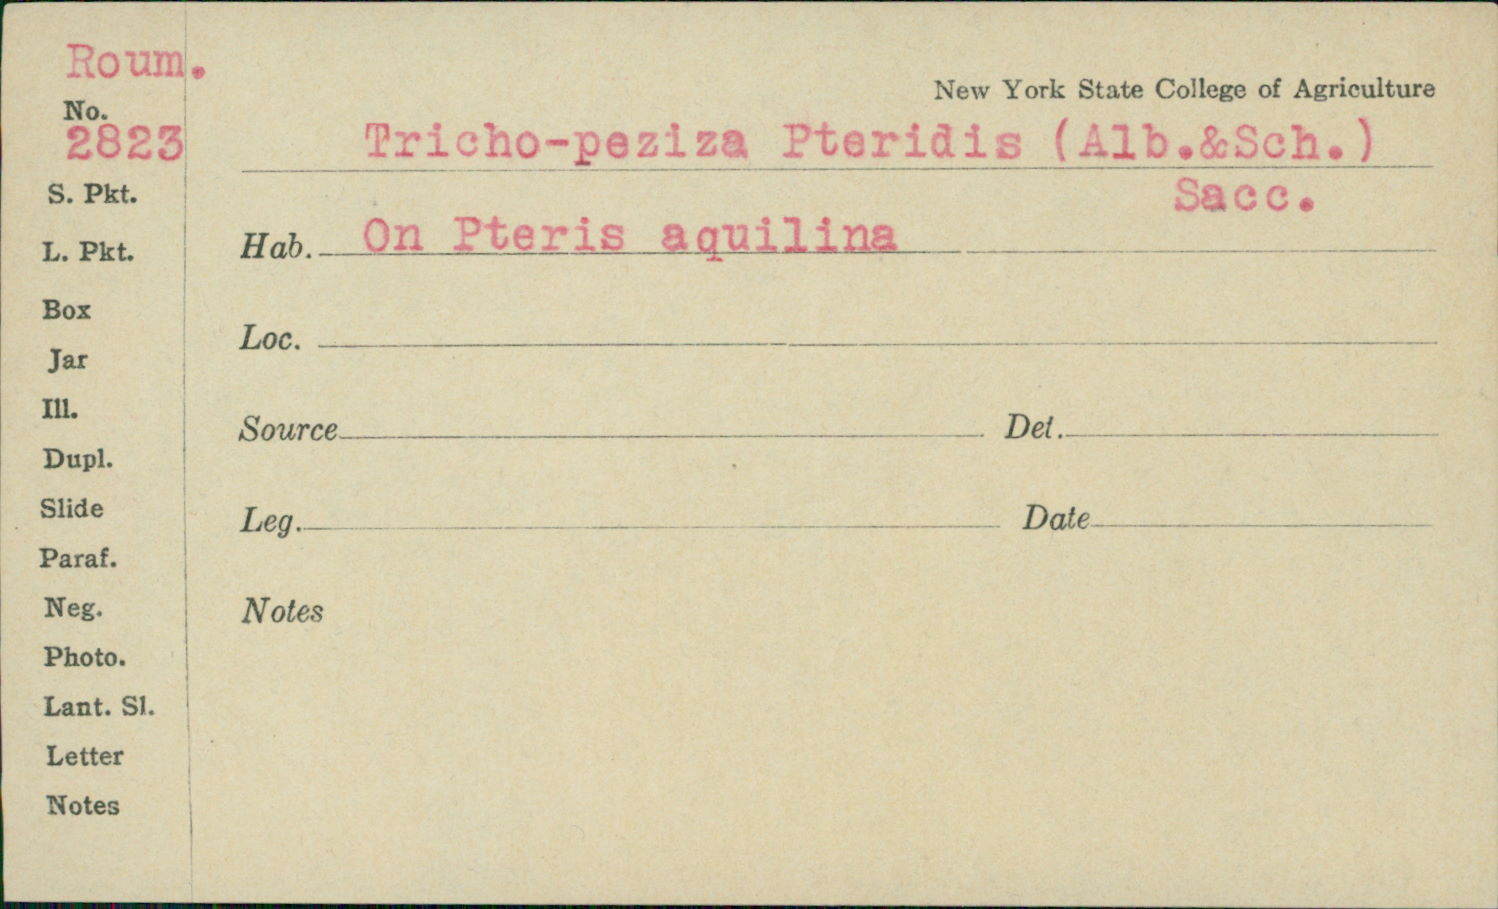 Roum.
No.
2823
S. Pkt.
L. Pkt.
Box
Jar
Ill.
Dupl.
Slide
Paraf.
Neg.
Photo.
Lant. Sl.
Letter
Notes
New York State College of Agriculture
Tricho-peziza Pteridis (Alb.&Sch.)
Sacc.
Hab. On Pteris aquilina
Loc.
Source Det.
Leg. Date
Notes